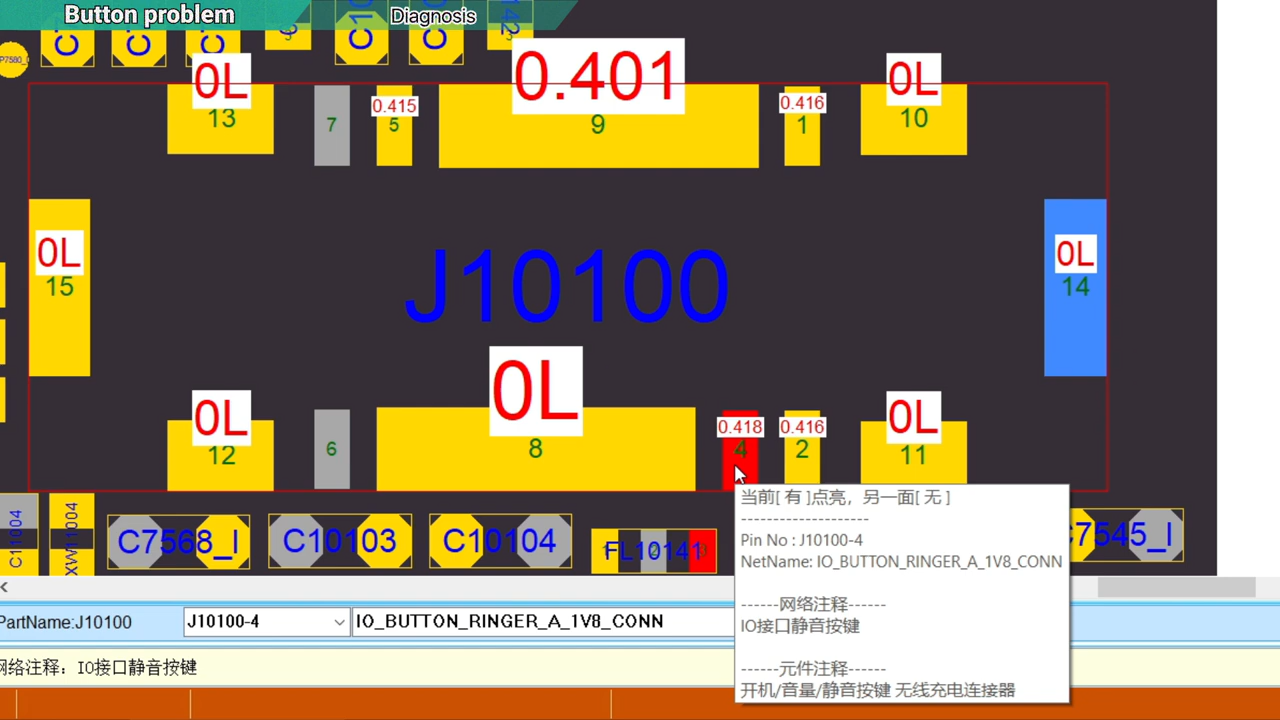 Button problem
Diagnosis
0L
13
7
0.415
5
0.401
9
0.416
1
0L
10
0L
15
J10100
0L
14
0L
12
6
0L
8
0.418
4
0.416
2
0L
11
C11004
XW11004
C7568_I
C10103
C10104
FL10141
C7545_I
当前[ 有 ]点亮，另一面[ 无 ]
--------------------
Pin No : J10100-4
NetName: IO_BUTTON_RINGER_A_1V8_CONN
------网络注释------
IO接口静音按键
------元件注释------
开机/音量/静音按键 无线充电连接器
PartName:J10100
J10100-4
IO_BUTTON_RINGER_A_1V8_CONN
网络注释：IO接口静音按键